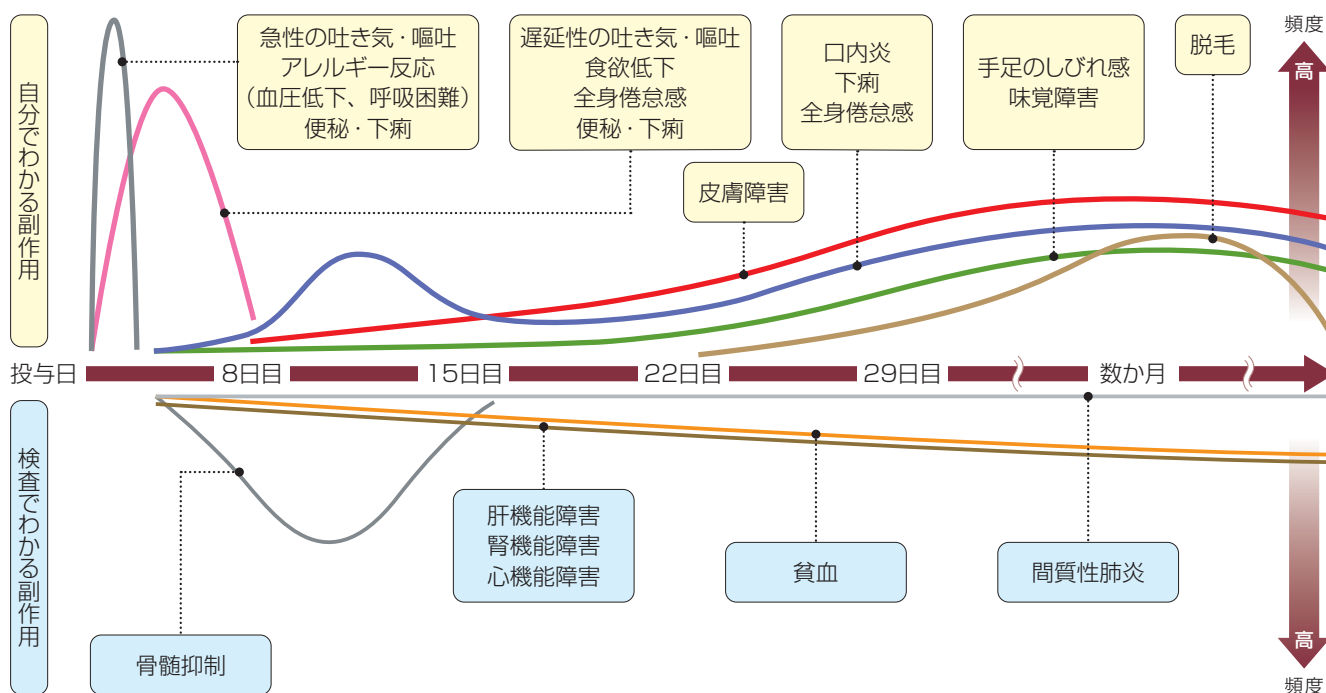 自分でわかる副作用
急性の吐き気・嘔吐
アレルギー反応
（血圧低下、呼吸困難）
便秘・下痢
遅延性の吐き気・嘔吐
食欲低下
全身倦怠感
便秘・下痢
皮膚障害
口内炎
下痢
全身倦怠感
手足のしびれ感
味覚障害
脱毛
頻度
高
投与日
8日目
15日目
22日目
29日目
数か月
検査でわかる副作用
骨髄抑制
肝機能障害
腎機能障害
心機能障害
貧血
間質性肺炎
高
頻度